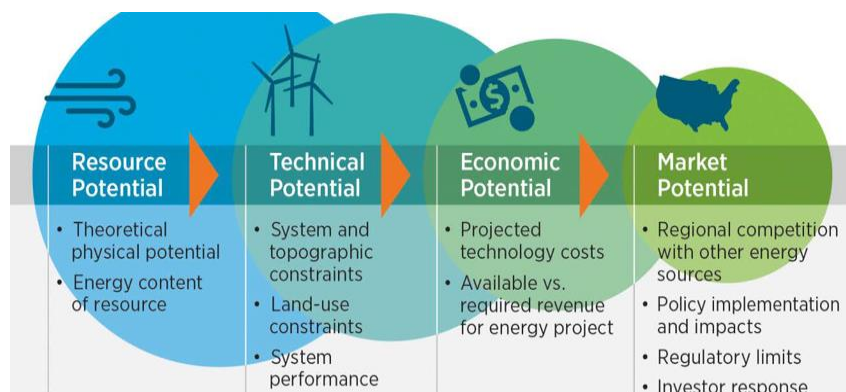 Resource
Potential
• Theoretical
physical potential
• Energy content
of resource
Technical
Potential
• System and
topographic
constraints
• Land-use
constraints
• System
performance
Economic
Potential
• Projected
technology costs
• Available vs.
required revenue
for energy project
Market
Potential
• Regional competition
with other energy
sources
• Policy implementation
and impacts
• Regulatory limits
• Investor response
$